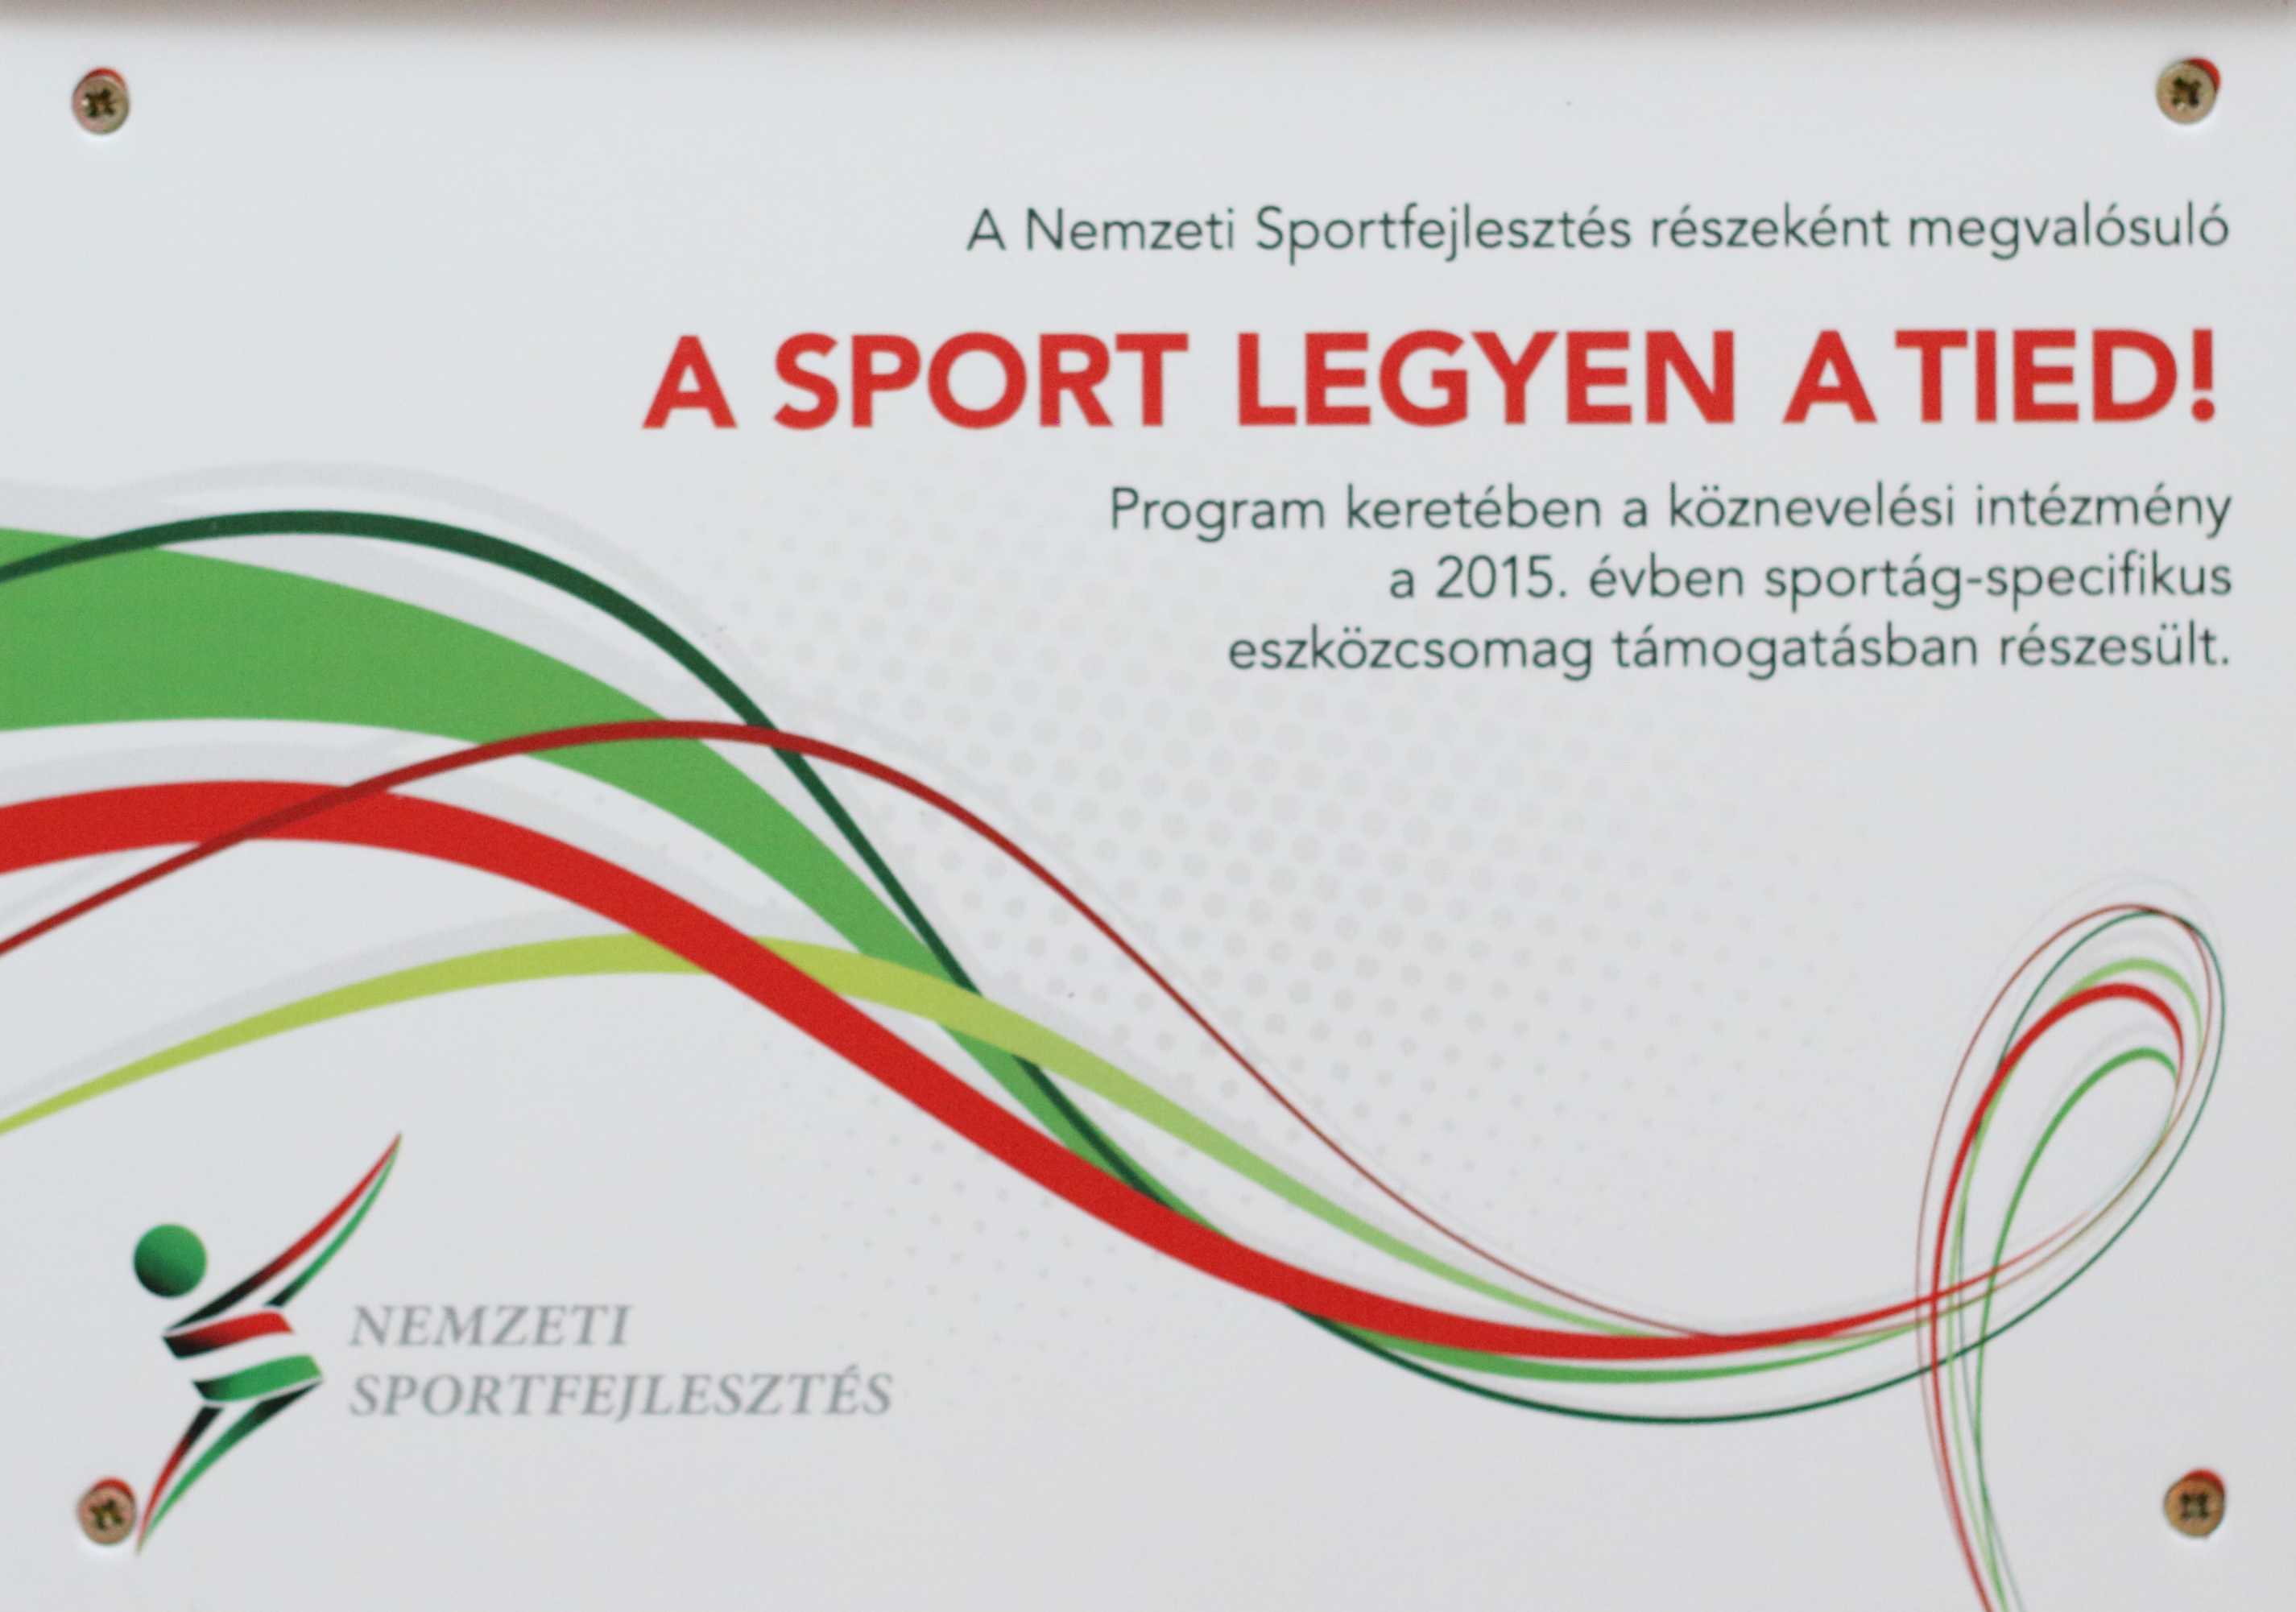 A Nemzeti Sportfejlesztés részeként megvalósuló
A SPORT LEGYEN A TIED!
Program keretében a köznevelési intézmény
a 2015. évben sportág-specifikus
eszközcsomag támogatásban részesült.
NEMZETI
SPORTFEJLESZTÉS